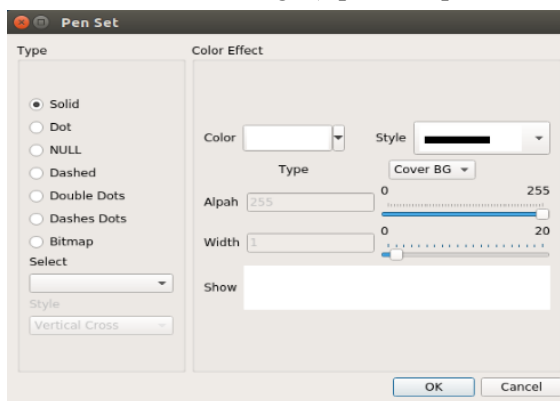 Pen Set
Type
Color Effect
Solid
Dot
NULL
Dashed
Double Dots
Dashes Dots
Bitmap
Select
Style
Vertical Cross
Color
Style
Type
Cover BG
Alpah
255
0
255
Width
1
0
20
Show
OK
Cancel